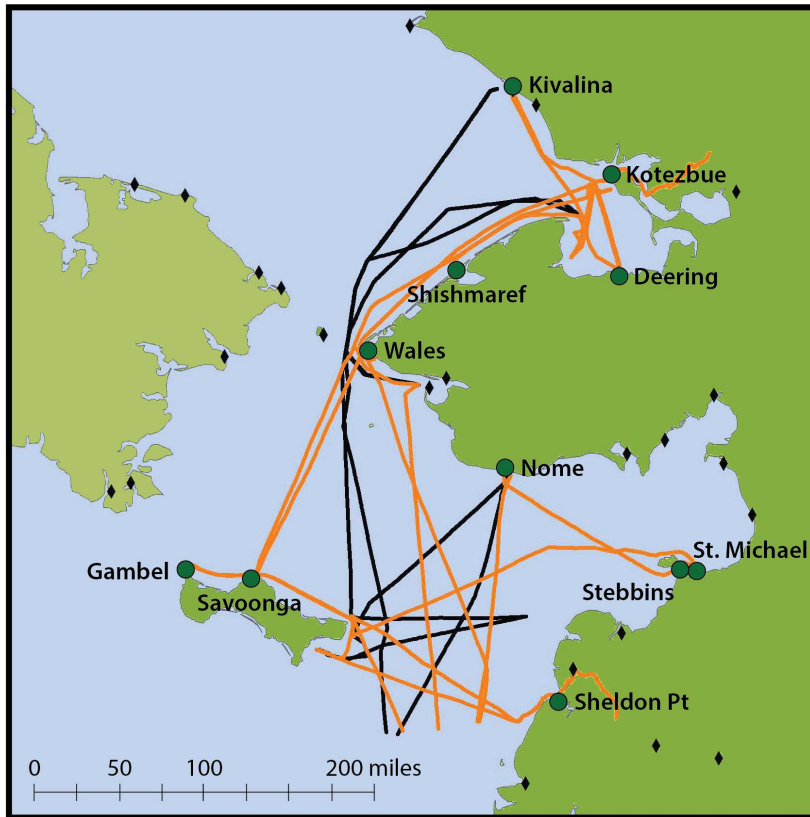 Kivalina
Kotezbue
Deering
Shishmaref
Wales
Nome
St. Michael
Gambel
Stebbins
Savoonga
Sheldon Pt
0 50 100 200 miles